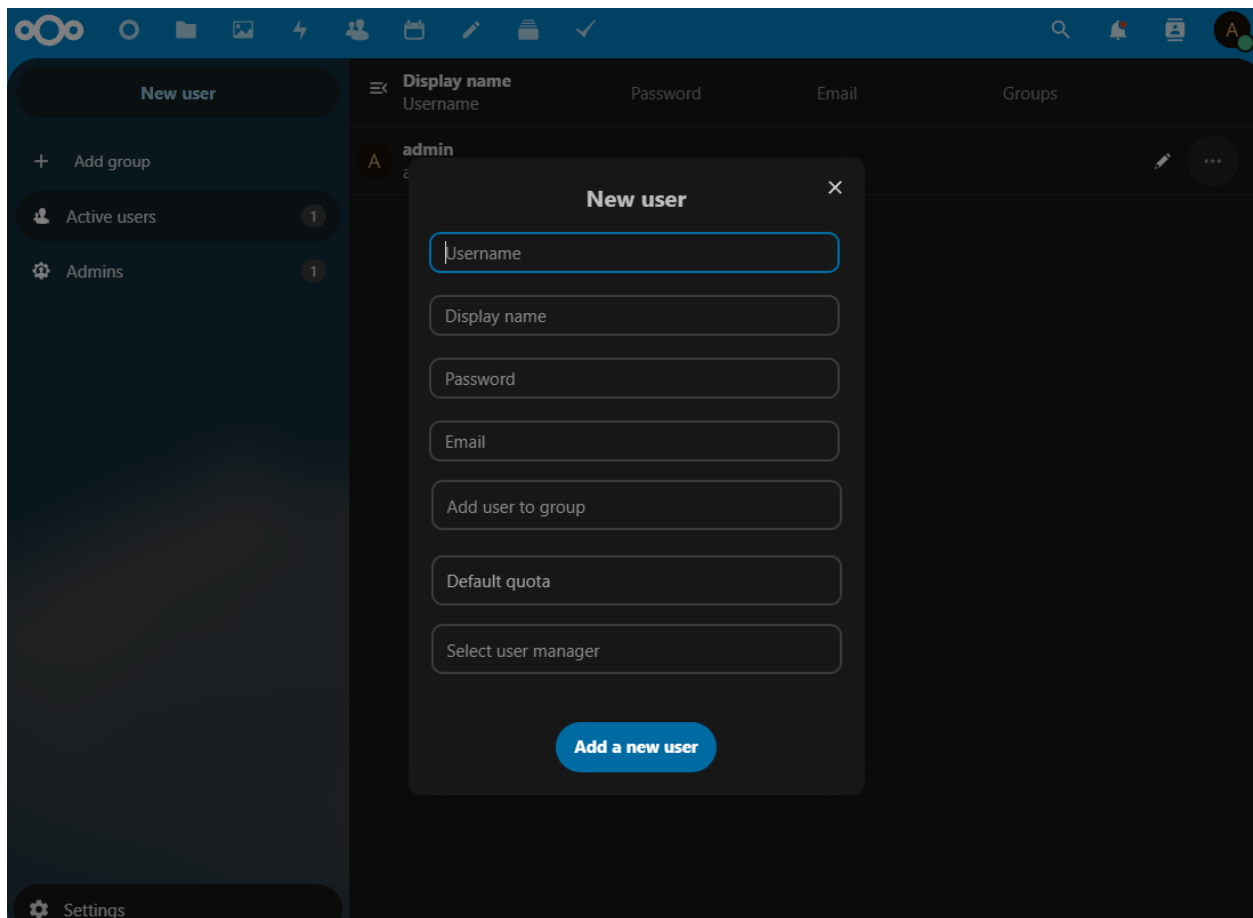 A
New user
Display name
Username
Password
Email
Groups
Add group
A
admin
a
Active users
1
Admins
1
New user
Username
Display name
Password
Email
Add user to group
Default quota
Select user manager
Add a new user
Settings